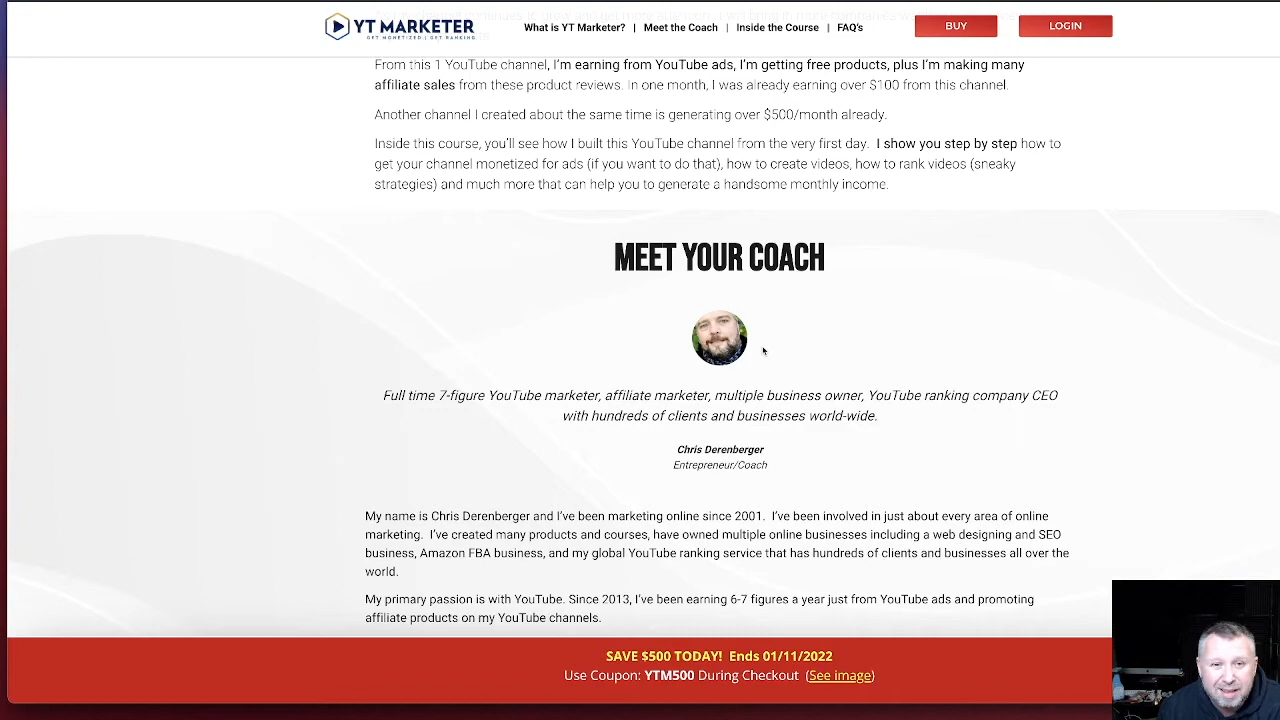 YT MARKETER
GET MONETIZED | GET RANKING
What is YT Marketer? | Meet the Coach | Inside the Course | FAQ's
BUY
LOGIN
From this 1 YouTube channel, I'm earning from YouTube ads, I'm getting free products, plus I'm making many
affiliate sales from these product reviews. In one month, I was already earning over $100 from this channel.
Another channel I created about the same time is generating over $500/month already.
Inside this course, you'll see how I built this YouTube channel from the very first day. I show you step by step how to
get your channel monetized for ads (if you want to do that), how to create videos, how to rank videos (sneaky
strategies) and much more that can help you to generate a handsome monthly income.
MEET YOUR COACH
Full time 7-figure YouTube marketer, affiliate marketer, multiple business owner, YouTube ranking company CEO
with hundreds of clients and businesses world-wide.
Chris Derenberger
Entrepreneur/Coach
My name is Chris Derenberger and I've been marketing online since 2001. I've been involved in just about every area of online
marketing. I've created many products and courses, have owned multiple online businesses including a web designing and SEO
business, Amazon FBA business, and my global YouTube ranking service that has hundreds of clients and businesses all over the
world.
My primary passion is with YouTube. Since 2013, I've been earning 6-7 figures a year just from YouTube ads and promoting
affiliate products on my YouTube channels.
SAVE $500 TODAY! Ends 01/11/2022
Use Coupon: YTM500 During Checkout (See image)